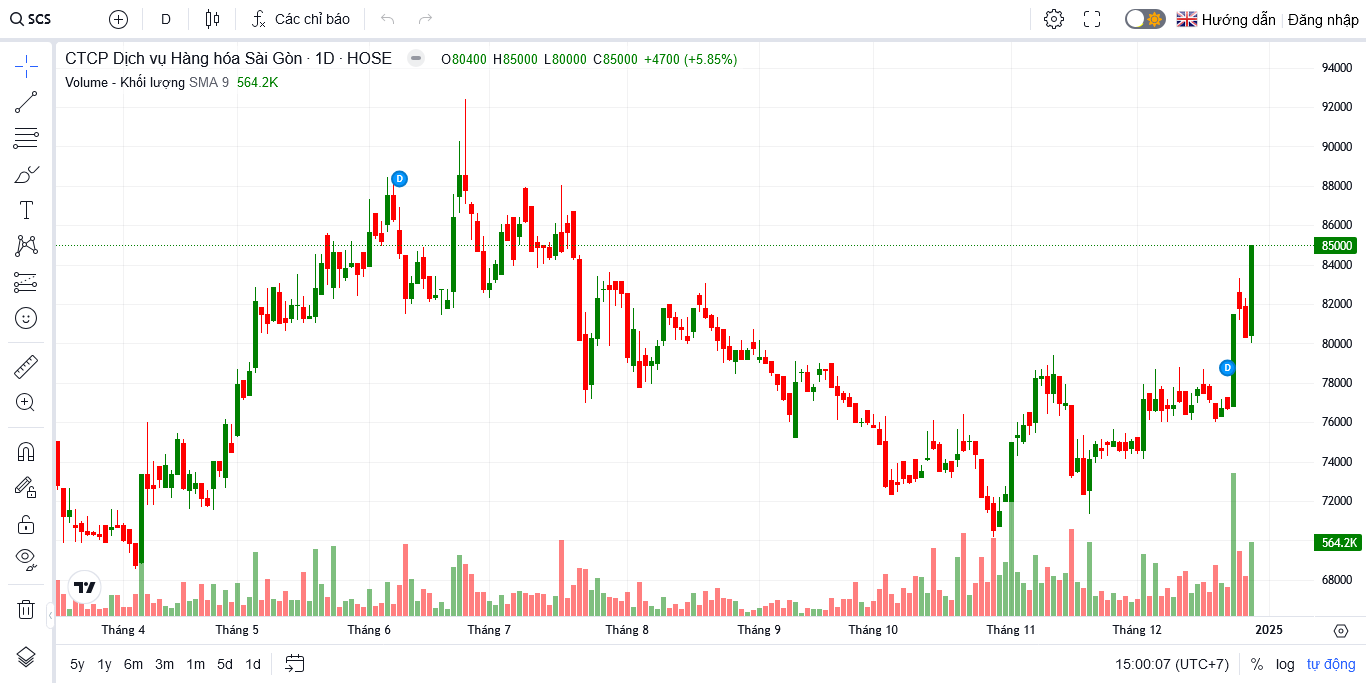 SCS D Các chỉ báo Hướng dẫn Đăng nhập
CTCP Dịch vụ Hàng hóa Sài Gòn · 1D · HOSE O80400 H85000 L80000 C85000 +4700 (+5.85%)
Volume - Khối lượng SMA 9 564.2K
94000
92000
90000
88000
86000
85000
84000
82000
80000
78000
76000
74000
72000
564.2K
68000
D
D
Tháng 4 Tháng 5 Tháng 6 Tháng 7 Tháng 8 Tháng 9 Tháng 10 Tháng 11 Tháng 12 2025
5y 1y 6m 3m 1m 5d 1d 15:00:07 (UTC+7) % log tự động